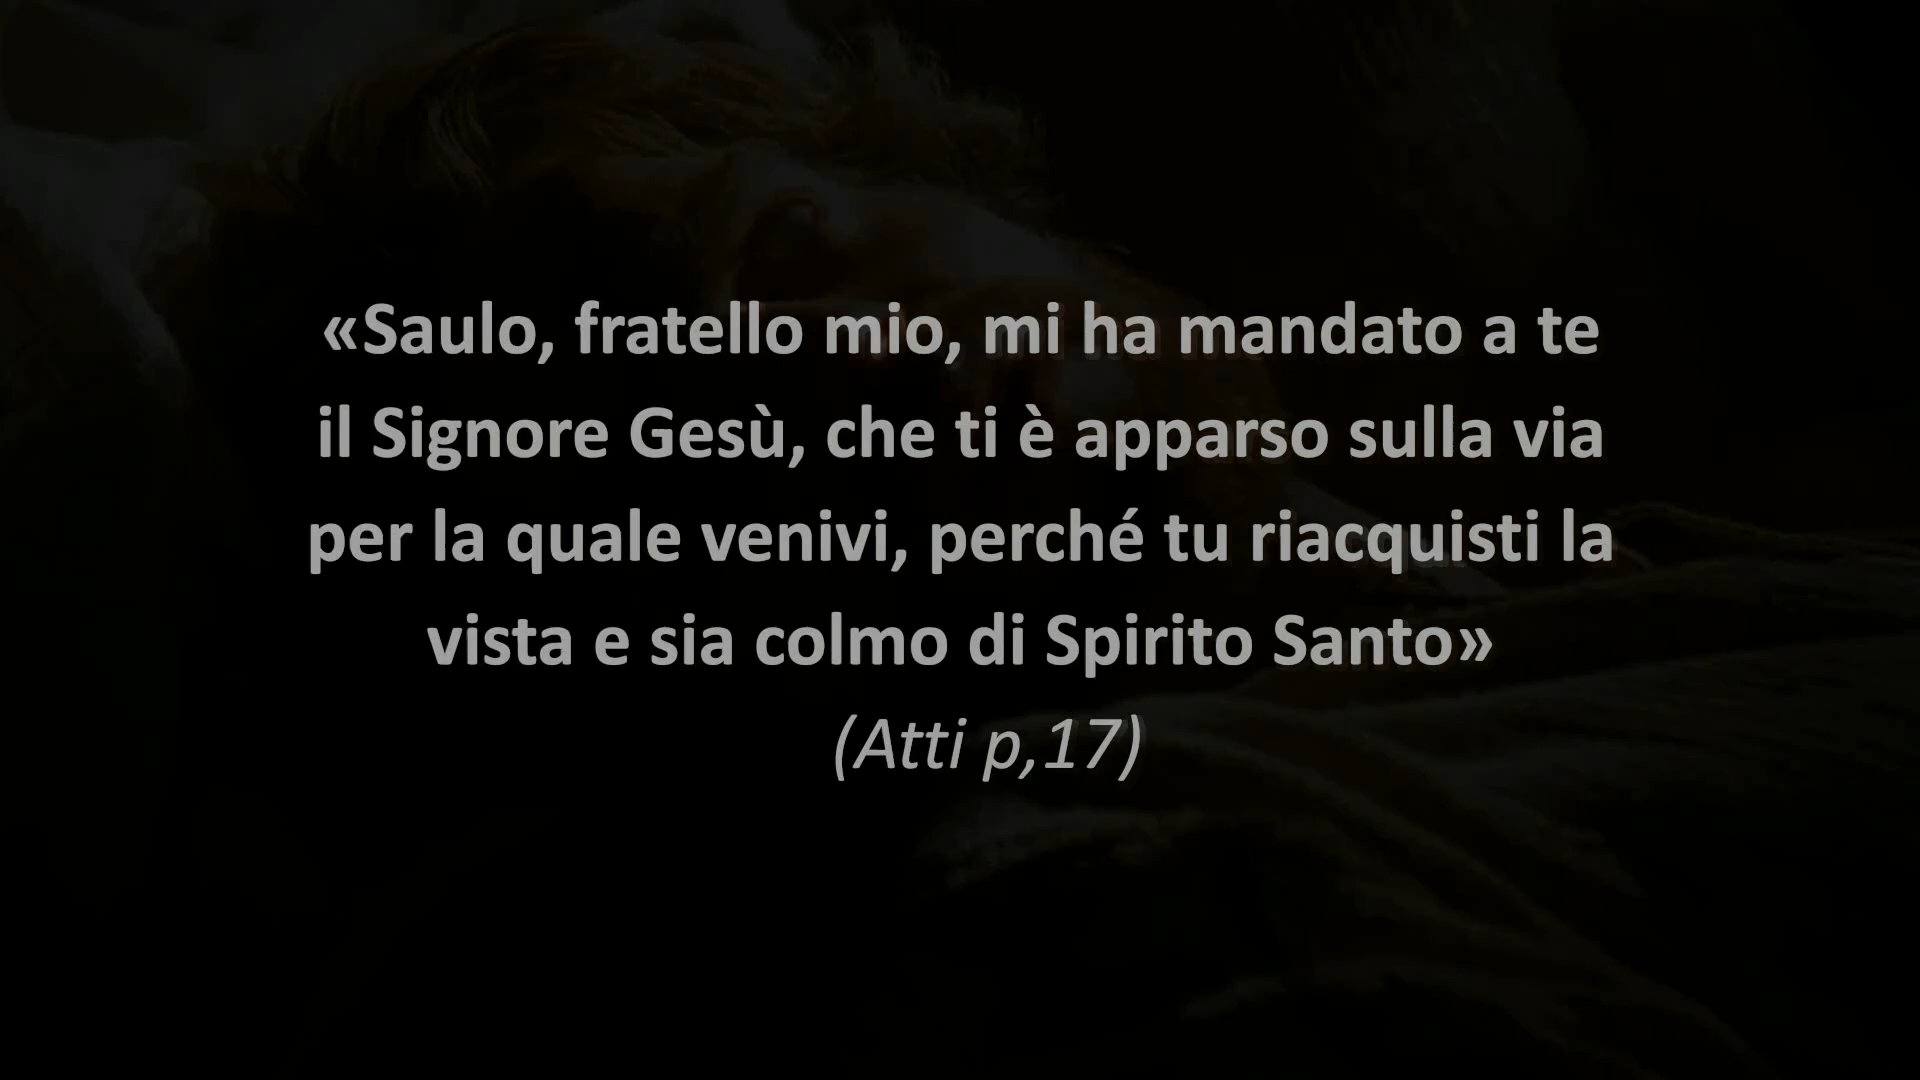 «Saulo, fratello mio, mi ha mandato a te
il Signore Gesù, che ti è apparso sulla via
per la quale venivi, perché tu riacquisti la
vista e sia colmo di Spirito Santo»
(Atti p,17)